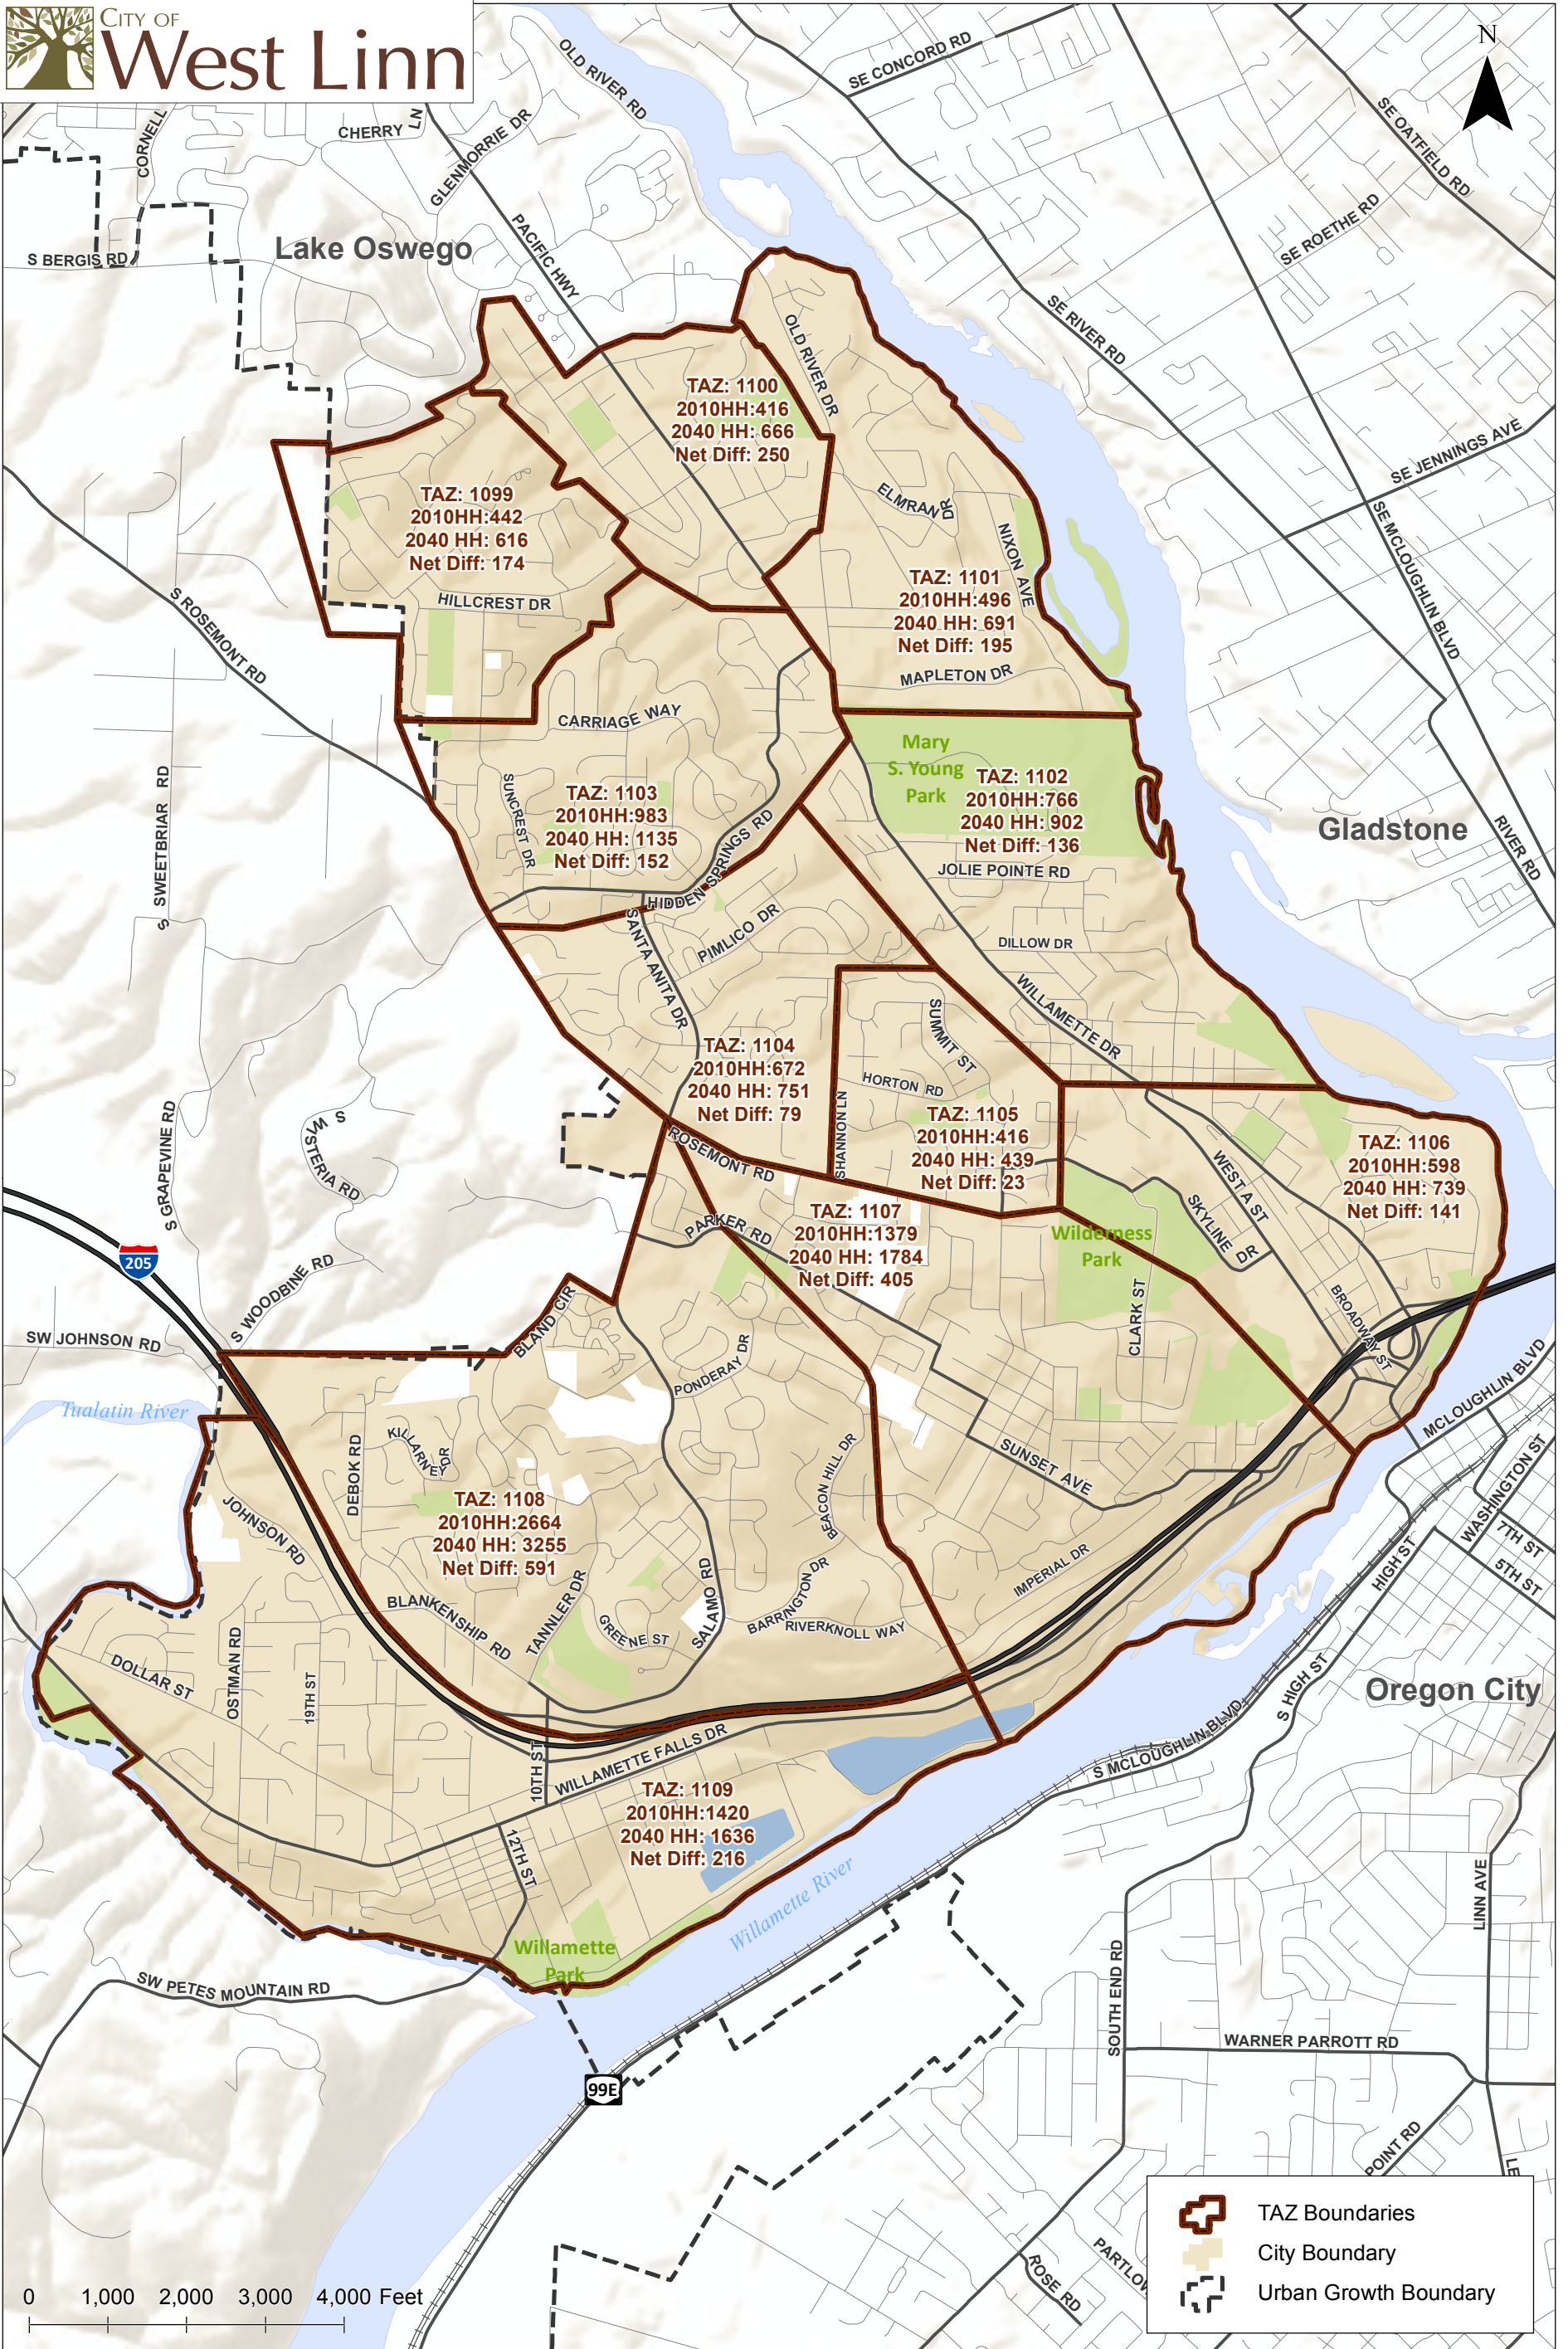 CITY OF
West Linn
N
OLD RIVER RD
SE CONCORD RD
SE OATFIELD RD
CORNELL
CHERRY LN
GLENMORRIE DR
PACIFIC HWY
SE ROETHE RD
S BERGIS RD
Lake Oswego
SE RIVER RD
OLD RIVER DR
TAZ: 1100
2010HH:416
2040 HH: 666
Net Diff: 250
SE JENNINGS AVE
TAZ: 1099
2010HH:442
2040 HH: 616
Net Diff: 174
ELMRAN DR
NIXON AVE
SE MCLOUGHLIN BLVD
HILLCREST DR
S ROSEMONT RD
TAZ: 1101
2010HH:496
2040 HH: 691
Net Diff: 195
MAPLETON DR
CARRIAGE WAY
Mary
S. Young
Park
TAZ: 1102
2010HH:766
2040 HH: 902
Net Diff: 136
S SWEETBRIAR RD
SUNCREST DR
TAZ: 1103
2010HH:983
2040 HH: 1135
Net Diff: 152
Gladstone
RIVER RD
JOLIE POINTE RD
HIDDEN SPRINGS RD
SANTA ANITA DR
PIMLICO DR
DILLOW DR
WILLAMETTE DR
SUMMIT ST
TAZ: 1104
2010HH:672
2040 HH: 751
Net Diff: 79
HORTON RD
SHANNON LN
TAZ: 1105
2010HH:416
2040 HH: 439
Net Diff: 23
S GRAPEVINE RD
S WYSTERIA RD
ROSEMONT RD
TAZ: 1106
2010HH:598
2040 HH: 739
Net Diff: 141
WEST A ST
SKYLINE DR
PARKER RD
TAZ: 1107
2010HH:1379
2040 HH: 1784
Net Diff: 405
Wilderness
Park
205
S WOODBINE RD
SW JOHNSON RD
BLAND CIR
CLARK ST
BROADWAY ST
PONDERAY DR
MCLOUGHLIN BLVD
Tualatin River
DEBOK RD
KILLARNEY DR
BEACON HILL DR
SUNSET AVE
WASHINGTON ST
7TH ST
5TH ST
HIGH ST
JOHNSON RD
TAZ: 1108
2010HH:2664
2040 HH: 3255
Net Diff: 591
IMPERIAL DR
BLANKENSHIP RD
TANNLER DR
GREENE ST
SALAMO RD
BARRINGTON DR
RIVERKNOLL WAY
DOLLAR ST
OSTMAN RD
19TH ST
S HIGH ST
Oregon City
10TH ST
WILLAMETTE FALLS DR
S MCLOUGHLIN BLVD
TAZ: 1109
2010HH:1420
2040 HH: 1636
Net Diff: 216
12TH ST
Willamette River
LINN AVE
Willamette
Park
SW PETES MOUNTAIN RD
SOUTH END RD
WARNER PARROTT RD
99E
POINT RD
LE
PARTLOW
ROSE RD
TAZ Boundaries
City Boundary
Urban Growth Boundary
0 1,000 2,000 3,000 4,000 Feet